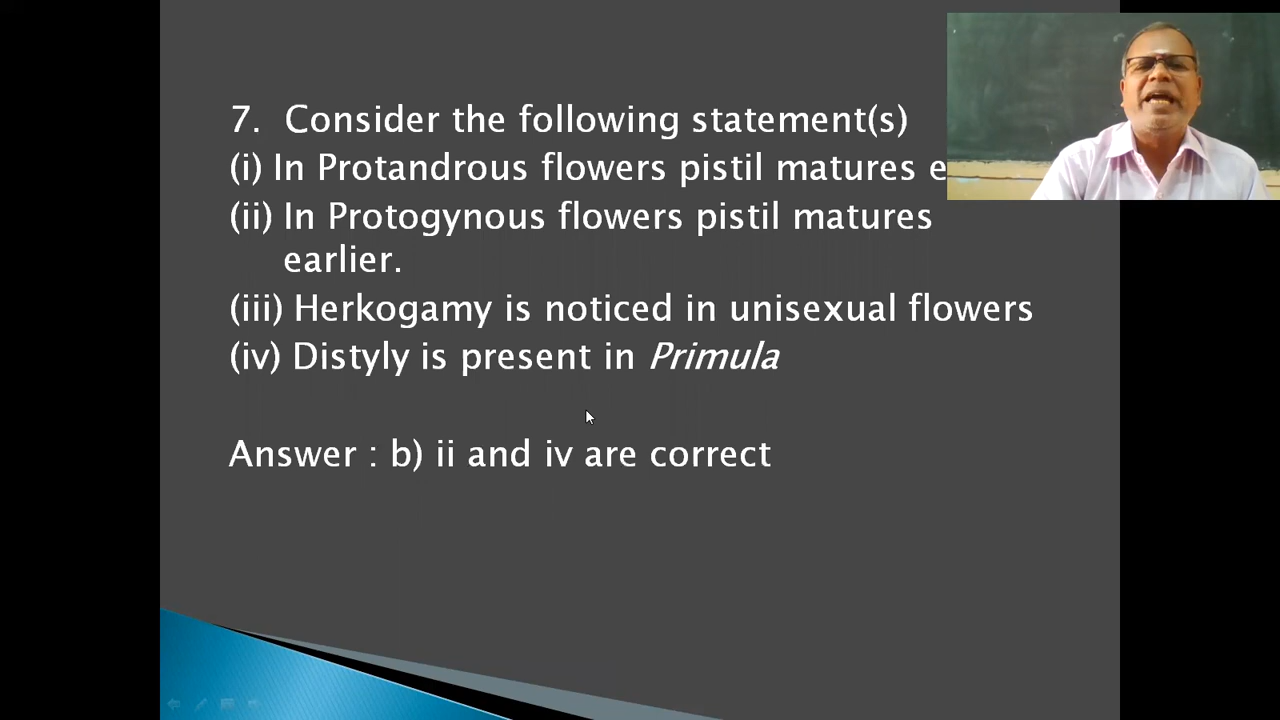 7. Consider the following statement(s)
(i) In Protandrous flowers pistil matures
(ii) In Protogynous flowers pistil matures
earlier.
(iii) Herkogamy is noticed in unisexual flowers
(iv) Distyly is present in Primula
Answer : b) ii and iv are correct